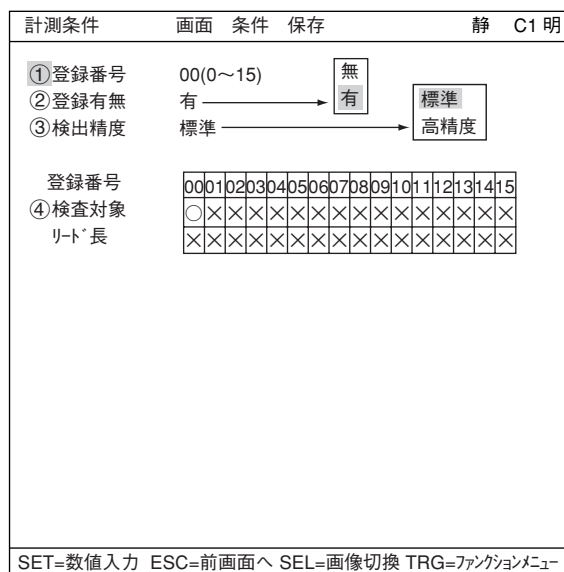 計測条件 画面 条件 保存 静 C1 明
①登録番号 00(0～15) 無
②登録有無 有 有 標準
③検出精度 標準 高精度
登録番号 00 01 02 03 04 05 06 07 08 09 10 11 12 13 14 15
④検査対象 ○ × × × × × × × × × × × × × × ×
リード長 × × × × × × × × × × × × × × × ×
SET=数値入力 ESC=前画面へ SEL=画像切換 TRG=ファンクションメニュー